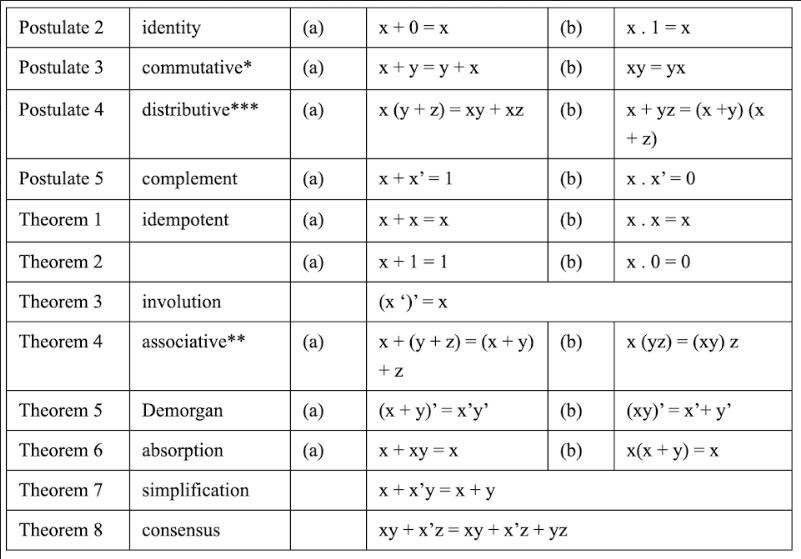 Postulate 2 identity (a) x + 0 = x (b) x . 1 = x
Postulate 3 commutative* (a) x + y = y + x (b) xy = yx
Postulate 4 distributive*** (a) x (y + z) = xy + xz (b) x + yz = (x +y) (x
+ z)
Postulate 5 complement (a) x + x’ = 1 (b) x . x’ = 0
Theorem 1 idempotent (a) x + x = x (b) x . x = x
Theorem 2 (a) x + 1 = 1 (b) x . 0 = 0
Theorem 3 involution (x ‘)’ = x
Theorem 4 associative** (a) x + (y + z) = (x + y) (b) x (yz) = (xy) z
+ z
Theorem 5 Demorgan (a) (x + y)’ = x’y’ (b) (xy)’ = x’+ y’
Theorem 6 absorption (a) x + xy = x (b) x(x + y) = x
Theorem 7 simplification x + x’y = x + y
Theorem 8 consensus xy + x’z = xy + x’z + yz